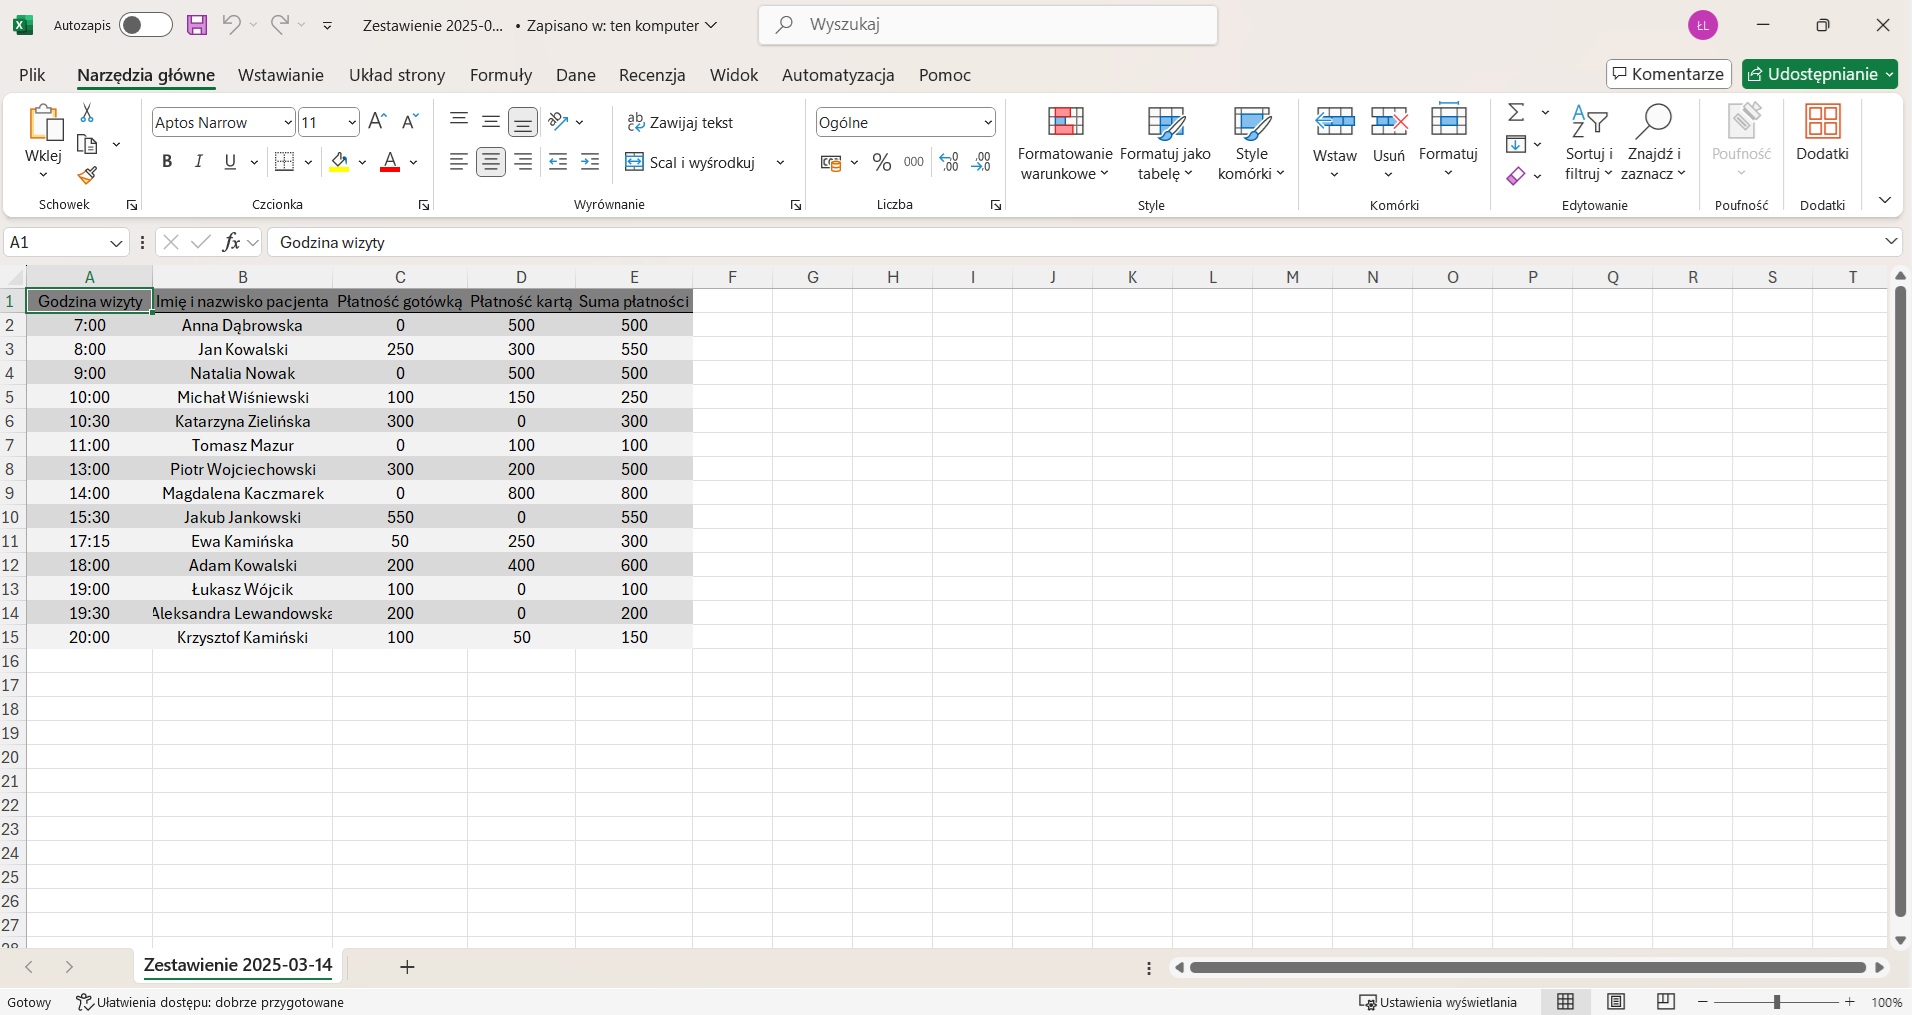 Autozapis Zestawienie 2025-0... • Zapisano w: ten komputer Wyszukaj ŁL
Plik Narzędzia główne Wstawianie Układ strony Formuły Dane Recenzja Widok Automatyzacja Pomoc Komentarze Udostępnianie
Wklej
Schowek
Aptos Narrow 11
B I U A
Czcionka
Zawijaj tekst
Scal i wyśrodkuj
Wyrównanie
Ogólne
% 000
Liczba
Formatowanie warunkowe
Formatuj jako tabelę
Style komórki
Style
Wstaw Usuń Formatuj
Komórki
Sortuj i filtruj
Znajdź i zaznacz
Edytowanie
Poufność
Poufność
Dodatki
Dodatki
A1 fx Godzina wizyty
A B C D E F G H I J K L M N O P Q R S T
1 Godzina wizyty Imię i nazwisko pacjenta Płatność gotówką Płatność kartą Suma płatności
2 7:00 Anna Dąbrowska 0 500 500
3 8:00 Jan Kowalski 250 300 550
4 9:00 Natalia Nowak 0 500 500
5 10:00 Michał Wiśniewski 100 150 250
6 10:30 Katarzyna Zielińska 300 0 300
7 11:00 Tomasz Mazur 0 100 100
8 13:00 Piotr Wojciechowski 300 200 500
9 14:00 Magdalena Kaczmarek 0 800 800
10 15:30 Jakub Jankowski 550 0 550
11 17:15 Ewa Kamińska 50 250 300
12 18:00 Adam Kowalski 200 400 600
13 19:00 Łukasz Wójcik 100 0 100
14 19:30 Aleksandra Lewandowska 200 0 200
15 20:00 Krzysztof Kamiński 100 50 150
16
17
18
19
20
21
22
23
24
25
26
27
28
Zestawienie 2025-03-14
Gotowy Ułatwienia dostępu: dobrze przygotowane Ustawienia wyświetlania 100%